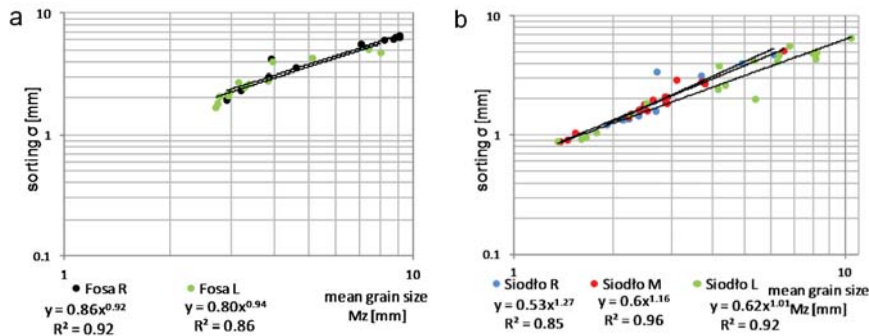 a
sorting σ [mm]
10
1
0.1
1
10
Fosa R
Fosa L
mean grain size
Mz [mm]
y = 0.86x^0.92
R² = 0.92
y = 0.80x^0.94
R² = 0.86
b
sorting σ [mm]
10
1
0.1
1
10
Siodło R
Siodło M
Siodło L
mean grain size
Mz [mm]
y = 0.53x^1.27
R² = 0.85
y = 0.6x^1.16
R² = 0.96
y = 0.62x^1.01
R² = 0.92